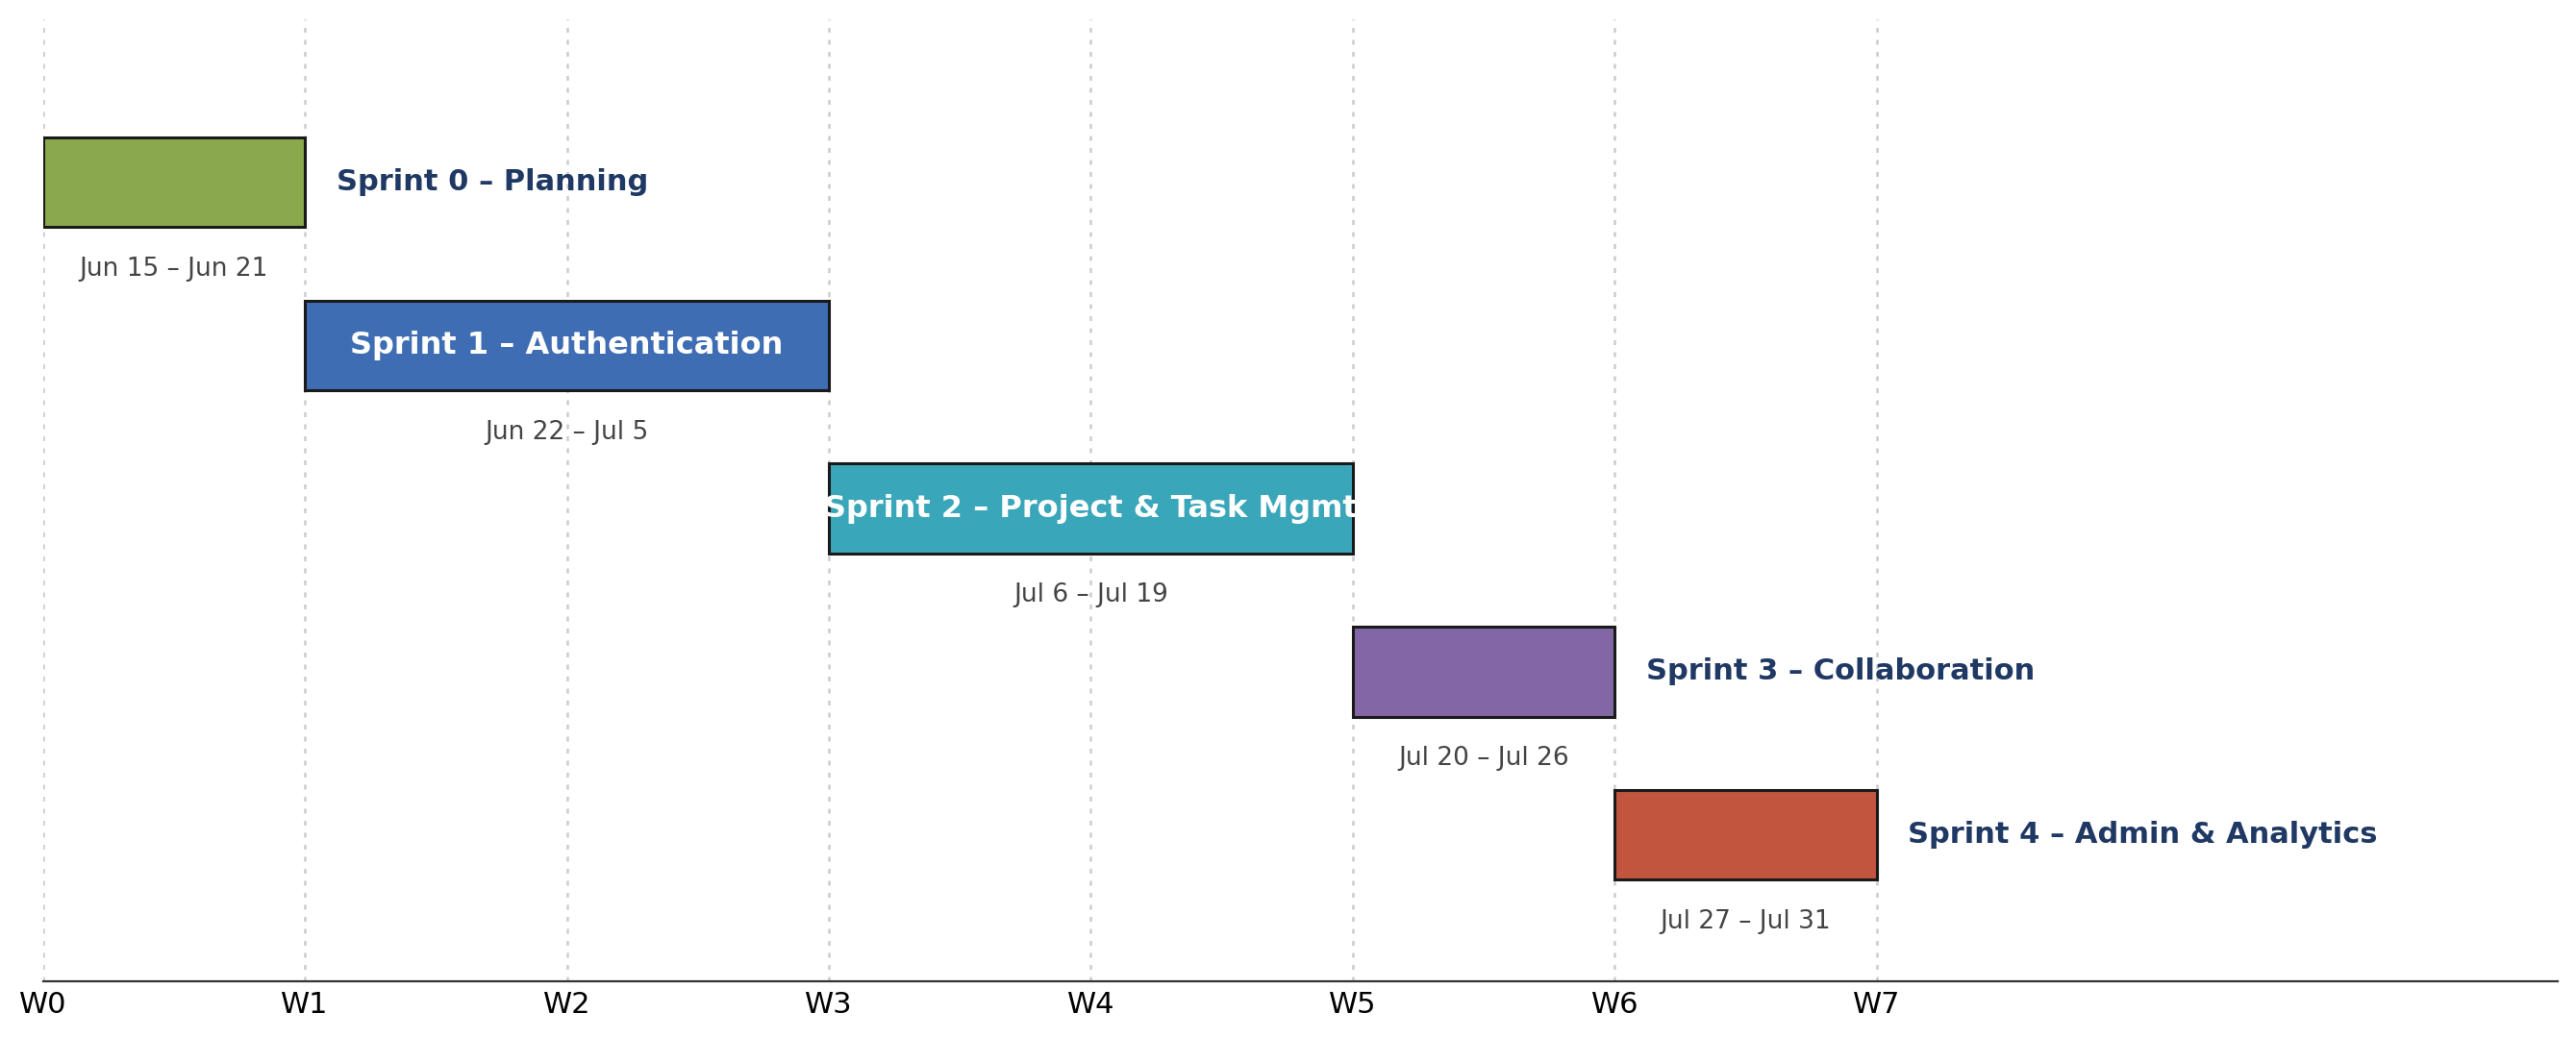 Sprint 0 – Planning
Jun 15 – Jun 21
Sprint 1 – Authentication
Jun 22 – Jul 5
Sprint 2 – Project & Task Mgmt
Jul 6 – Jul 19
Sprint 3 – Collaboration
Jul 20 – Jul 26
Sprint 4 – Admin & Analytics
Jul 27 – Jul 31
W0 W1 W2 W3 W4 W5 W6 W7